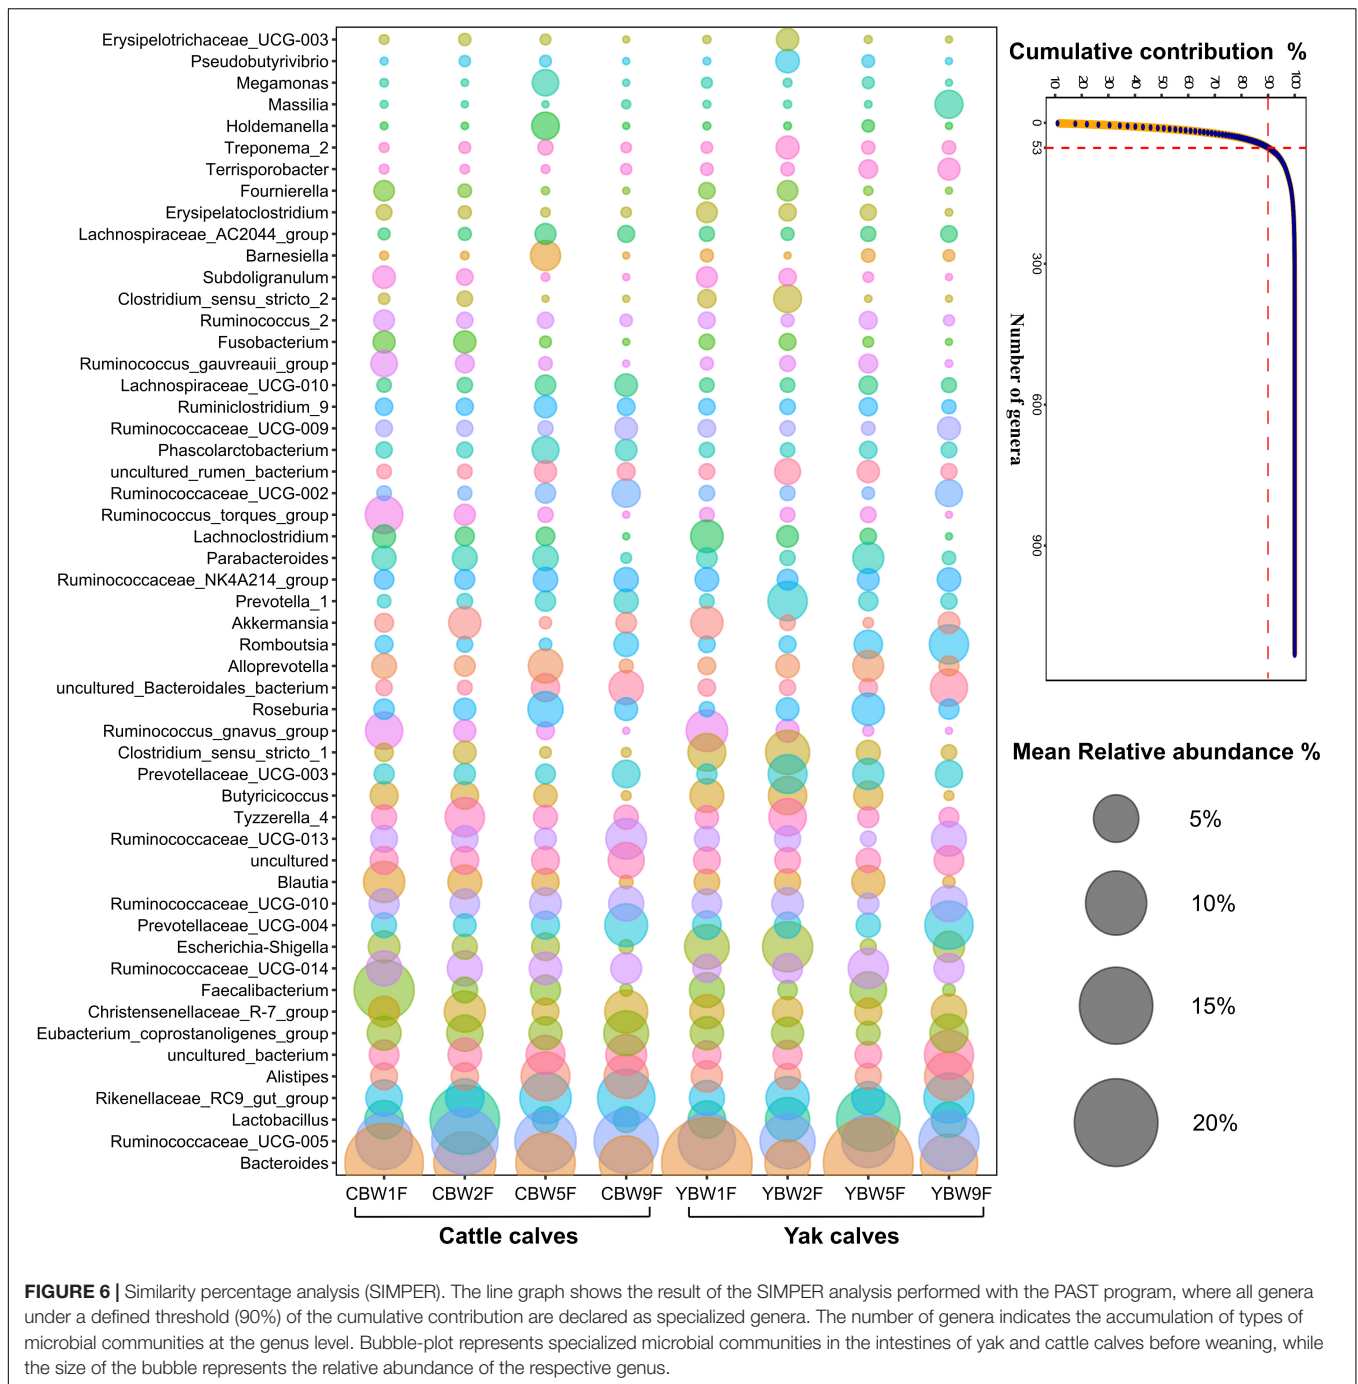 Erysipelotrichaceae_UCG-003
Pseudobutyrivibrio
Megamonas
Massilia
Holdemanella
Treponema_2
Terrisporobacter
Fournierella
Erysipelatoclostridium
Lachnospiraceae_AC2044_group
Barnesiella
Subdoligranulum
Clostridium_sensu_stricto_2
Ruminococcus_2
Fusobacterium
Ruminococcus_gauvreauii_group
Lachnospiraceae_UCG-010
Ruminiclostridium_9
Ruminococcaceae_UCG-009
Phascolarctobacterium
uncultured_rumen_bacterium
Ruminococcaceae_UCG-002
Ruminococcus_torques_group
Lachnoclostridium
Parabacteroides
Ruminococcaceae_NK4A214_group
Prevotella_1
Akkermansia
Romboutsia
Alloprevotella
uncultured_Bacteroidales_bacterium
Roseburia
Ruminococcus_gnavus_group
Clostridium_sensu_stricto_1
Prevotellaceae_UCG-003
Butyricicoccus
Tyzzerella_4
Ruminococcaceae_UCG-013
uncultured
Blautia
Ruminococcaceae_UCG-010
Prevotellaceae_UCG-004
Escherichia-Shigella
Ruminococcaceae_UCG-014
Faecalibacterium
Christensenellaceae_R-7_group
Eubacterium_coprostanoligenes_group
uncultured_bacterium
Alistipes
Rikenellaceae_RC9_gut_group
Lactobacillus
Ruminococcaceae_UCG-005
Bacteroides
CBW1F CBW2F CBW5F CBW9F YBW1F YBW2F YBW5F YBW9F
Cattle calves Yak calves
Cumulative contribution %
10 20 30 40 50 60 70 80 90 100
0
53
300
600
900
Number of genera
Mean Relative abundance %
5%
10%
15%
20%
FIGURE 6 | Similarity percentage analysis (SIMPER). The line graph shows the result of the SIMPER analysis performed with the PAST program, where all genera
under a defined threshold (90%) of the cumulative contribution are declared as specialized genera. The number of genera indicates the accumulation of types of
microbial communities at the genus level. Bubble-plot represents specialized microbial communities in the intestines of yak and cattle calves before weaning, while
the size of the bubble represents the relative abundance of the respective genus.